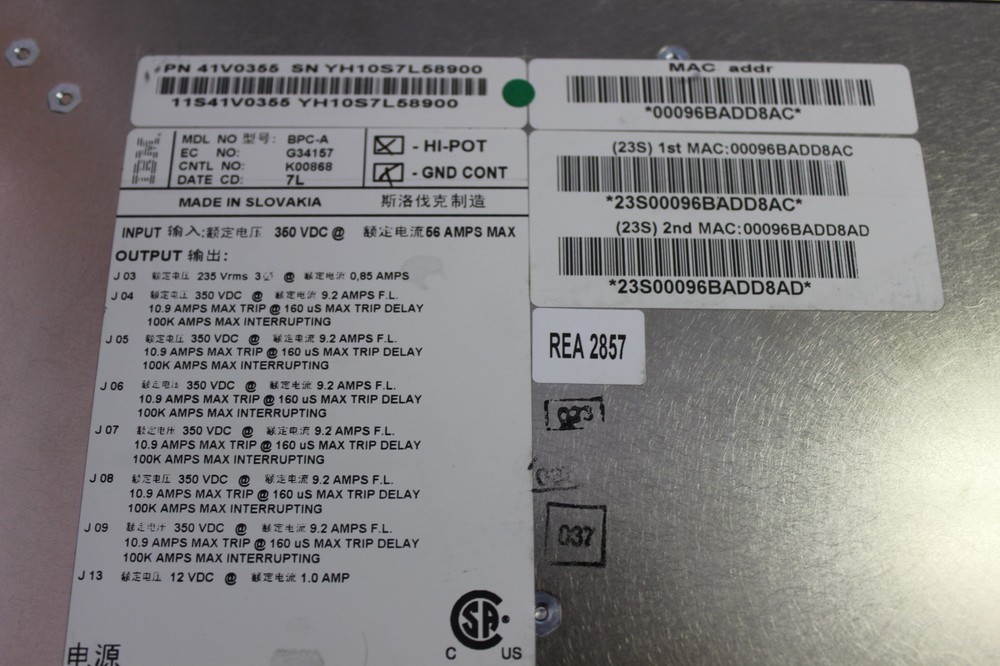 PN 41V0355 SN YH10S7L58900
11S41V0355 YH10S7L58900
IBM
MDL NO 型号: BPC-A
EC NO: G34157
CNTL NO: K00868
DATE CD: 7L
- HI-POT
- GND CONT
MADE IN SLOVAKIA 斯洛伐克制造
INPUT 输入:额定电压 350 VDC @ 额定电流56 AMPS MAX
OUTPUT 输出:
J 03 额定电压 235 Vrms 3∅ @ 额定电流 0,85 AMPS
J 04 额定电压 350 VDC @ 额定电流 9.2 AMPS F.L.
10.9 AMPS MAX TRIP @ 160 uS MAX TRIP DELAY
100K AMPS MAX INTERRUPTING
J 05 额定电压 350 VDC @ 额定电流 9.2 AMPS F.L.
10.9 AMPS MAX TRIP @ 160 uS MAX TRIP DELAY
100K AMPS MAX INTERRUPTING
J 06 额定电压 350 VDC @ 额定电流 9.2 AMPS F.L.
10.9 AMPS MAX TRIP @ 160 uS MAX TRIP DELAY
100K AMPS MAX INTERRUPTING
J 07 额定电压 350 VDC @ 额定电流 9.2 AMPS F.L.
10.9 AMPS MAX TRIP @ 160 uS MAX TRIP DELAY
100K AMPS MAX INTERRUPTING
J 08 额定电压 350 VDC @ 额定电流 9.2 AMPS F.L.
10.9 AMPS MAX TRIP @ 160 uS MAX TRIP DELAY
100K AMPS MAX INTERRUPTING
J 09 额定电压 350 VDC @ 额定电流 9.2 AMPS F.L.
10.9 AMPS MAX TRIP @ 160 uS MAX TRIP DELAY
100K AMPS MAX INTERRUPTING
J 13 额定电压 12 VDC @ 额定电流 1.0 AMP
SA
C US
电源
MAC addr
*00096BADD8AC*
(23S) 1st MAC:00096BADD8AC
*23S00096BADD8AC*
(23S) 2nd MAC:00096BADD8AD
*23S00096BADD8AD*
REA 2857
037